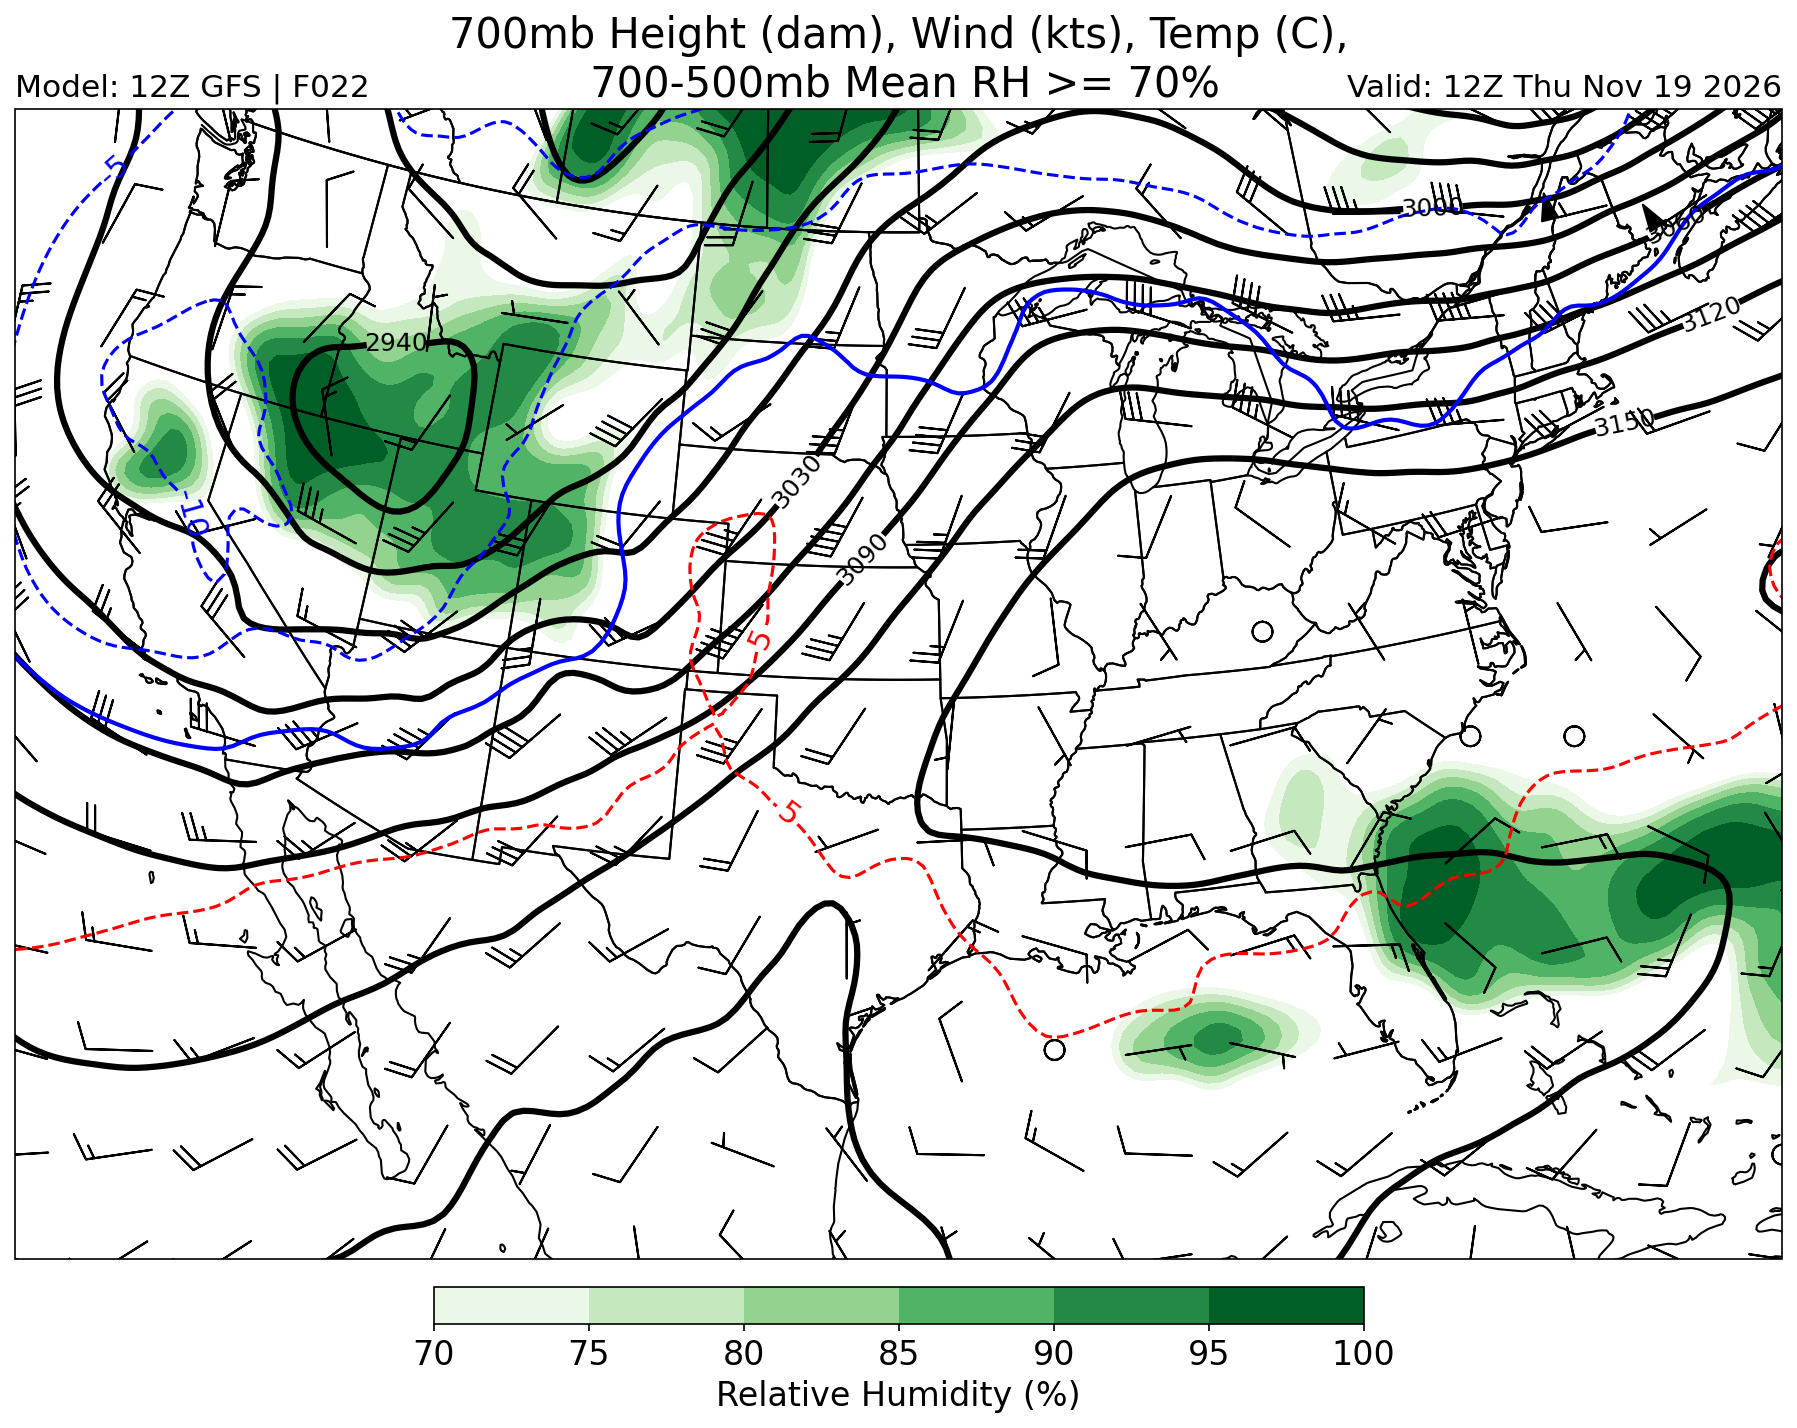 700mb Height (dam), Wind (kts), Temp (C),
Model: 12Z GFS | F022
700-500mb Mean RH >= 70%
Valid: 12Z Thu Nov 19 2026
-5
3000
3060
2940
3120
3150
3030
-10
3090
5
5
70 75 80 85 90 95 100
Relative Humidity (%)